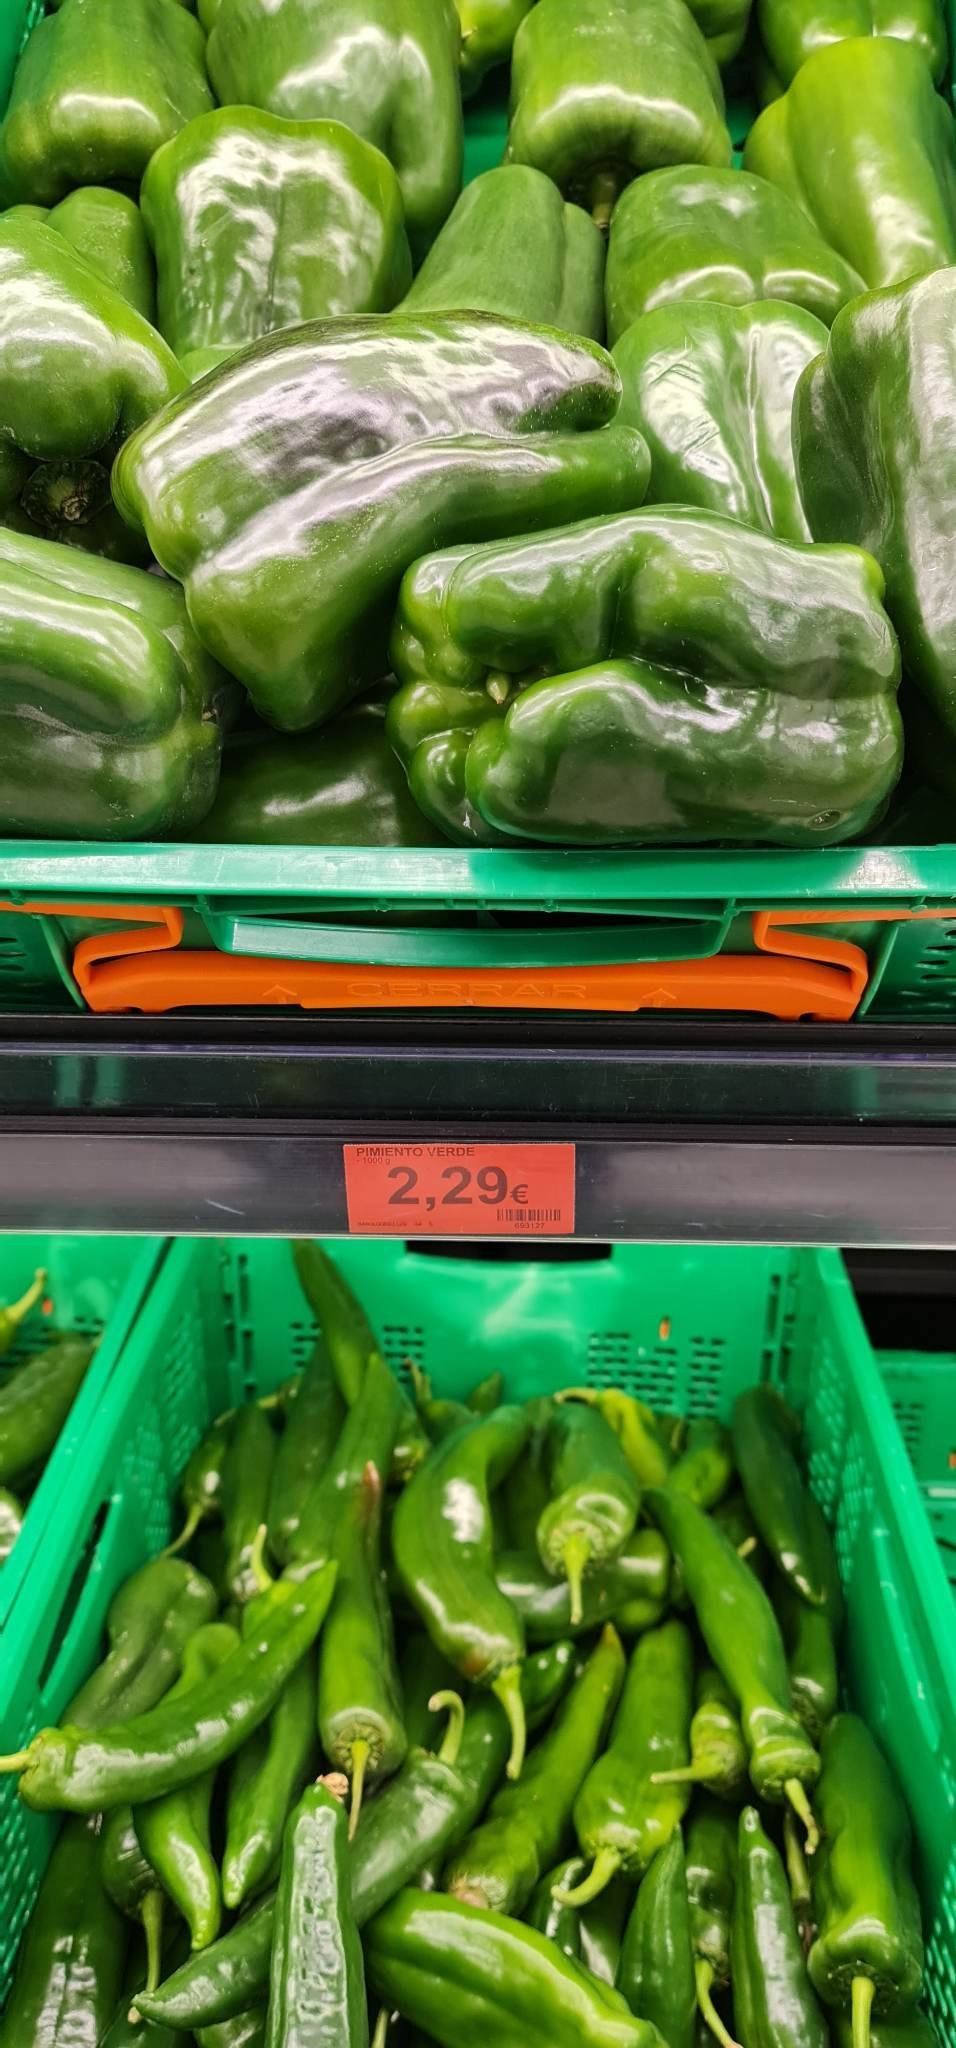 CERRAR
PIMIENTO VERDE
1000 g
2,29€
693127